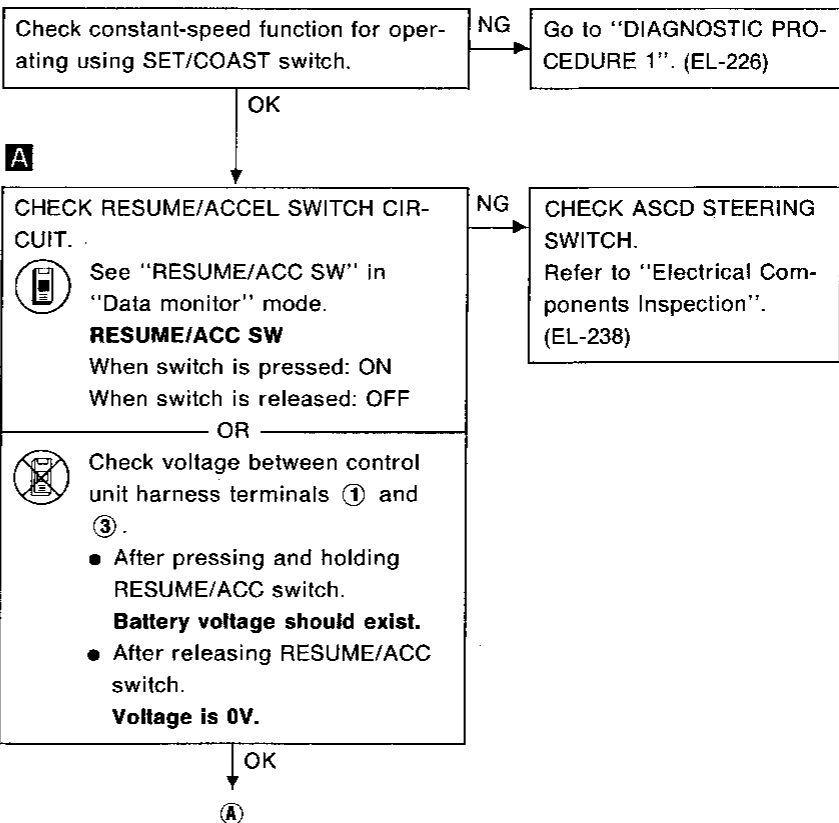 Check constant-speed function for oper-
ating using SET/COAST switch.
NG
Go to "DIAGNOSTIC PRO-
CEDURE 1". (EL-226)
OK
A
CHECK RESUME/ACCEL SWITCH CIR-
CUIT.
See "RESUME/ACC SW" in
"Data monitor" mode.
RESUME/ACC SW
When switch is pressed: ON
When switch is released: OFF
NG
CHECK ASCD STEERING
SWITCH.
Refer to "Electrical Com-
ponents Inspection".
(EL-238)
OR
Check voltage between control
unit harness terminals ① and
③.
● After pressing and holding
RESUME/ACC switch.
Battery voltage should exist.
● After releasing RESUME/ACC
switch.
Voltage is 0V.
OK
Ⓐ